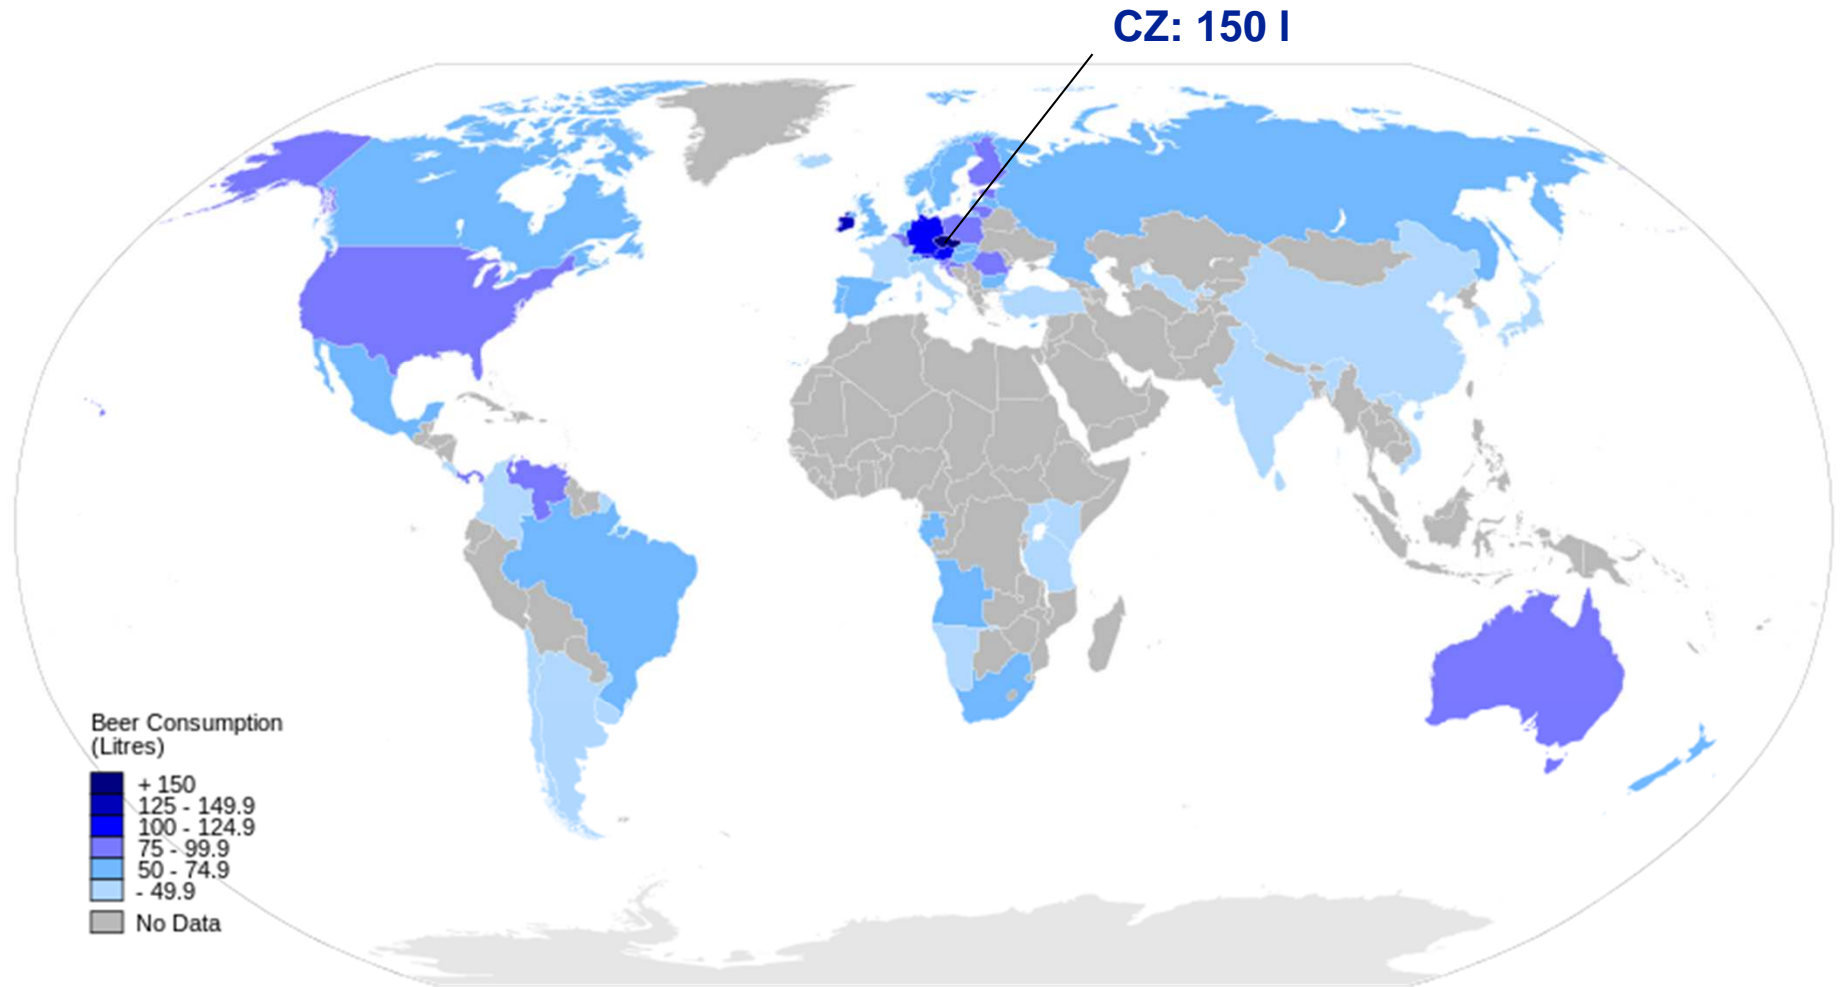 CZ: 150 l
Beer Consumption
(Litres)
+ 150
125 - 149.9
100 - 124.9
75 - 99.9
50 - 74.9
- 49.9
No Data